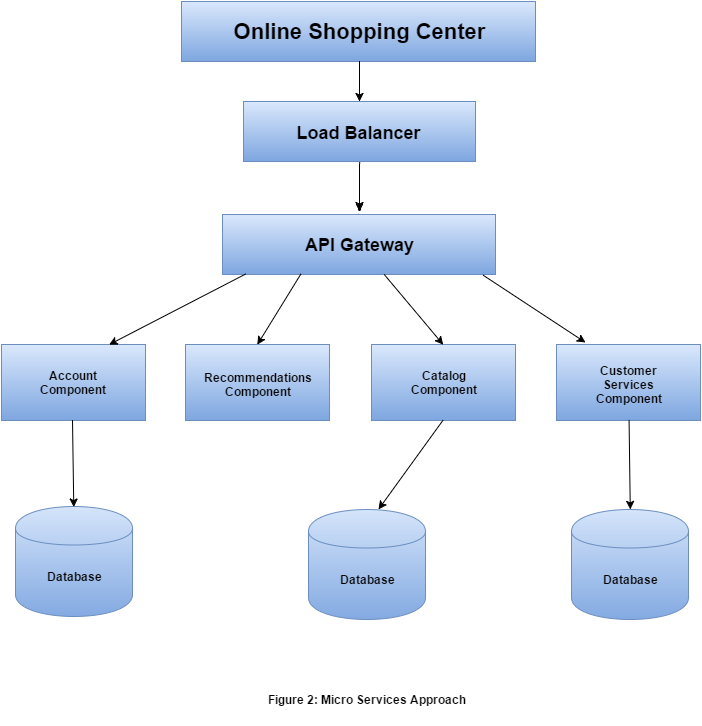 Online Shopping Center
Load Balancer
API Gateway
Account
Component
Recommendations
Component
Catalog
Component
Customer
Services
Component
Database
Database
Database
Figure 2: Micro Services Approach